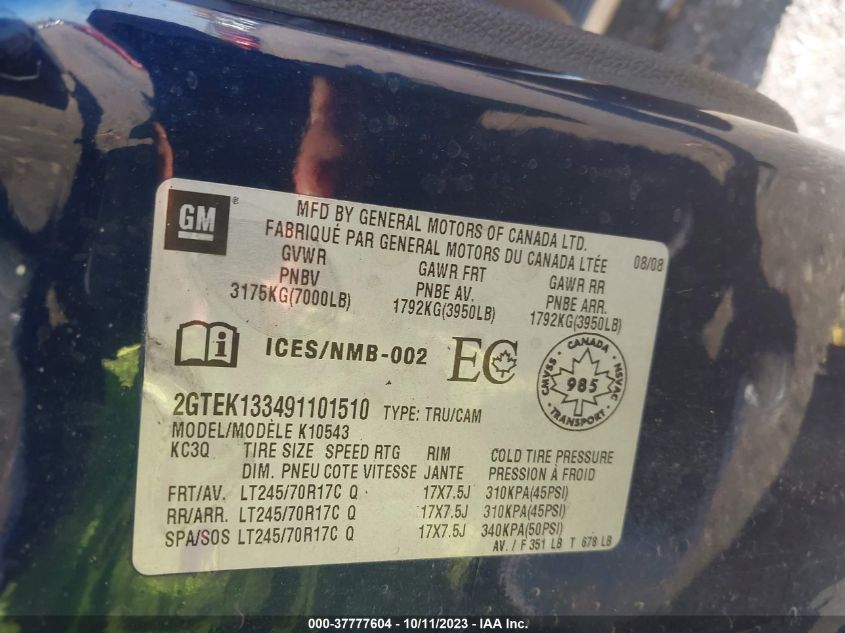 GM ®
MFD BY GENERAL MOTORS OF CANADA LTD.
FABRIQUÉ PAR GENERAL MOTORS DU CANADA LTÉE
08/08
GVWR GAWR FRT GAWR RR
PNBV PNBE AV. PNBE ARR.
3175KG(7000LB) 1792KG(3950LB) 1792KG(3950LB)
i ICES/NMB-002 EC
CANADA
CMVSS 985 NSVAC
TRANSPORT
2GTEK133491101510 TYPE: TRU/CAM
MODEL/MODÈLE K10543
KC3Q TIRE SIZE SPEED RTG RIM COLD TIRE PRESSURE
DIM. PNEU COTE VITESSE JANTE PRESSION À FROID
FRT/AV. LT245/70R17C Q 17X7.5J 310KPA(45PSI)
RR/ARR. LT245/70R17C Q 17X7.5J 310KPA(45PSI)
SPA/SOS LT245/70R17C Q 17X7.5J 340KPA(50PSI)
AV. / F 351 LB T 678 LB
000-37777604 - 10/11/2023 - © IAA Inc.